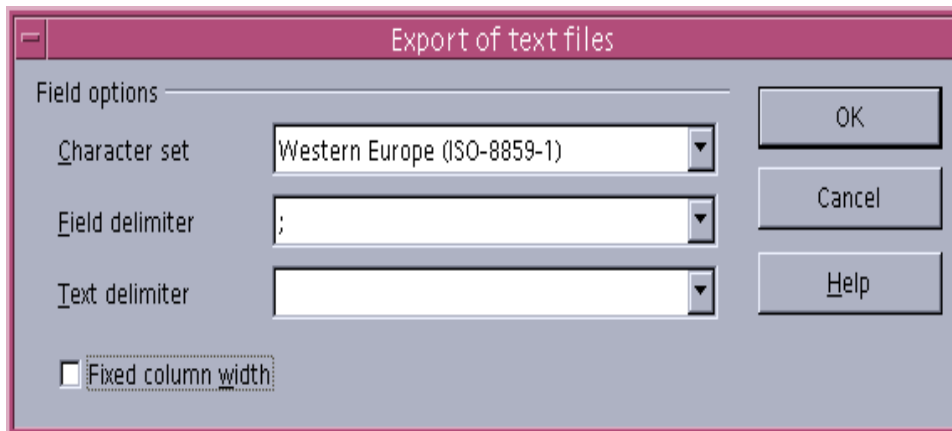 Export of text files
Field options
OK
Character set
Western Europe (ISO-8859-1)
Cancel
Field delimiter
;
Text delimiter
Help
Fixed column width